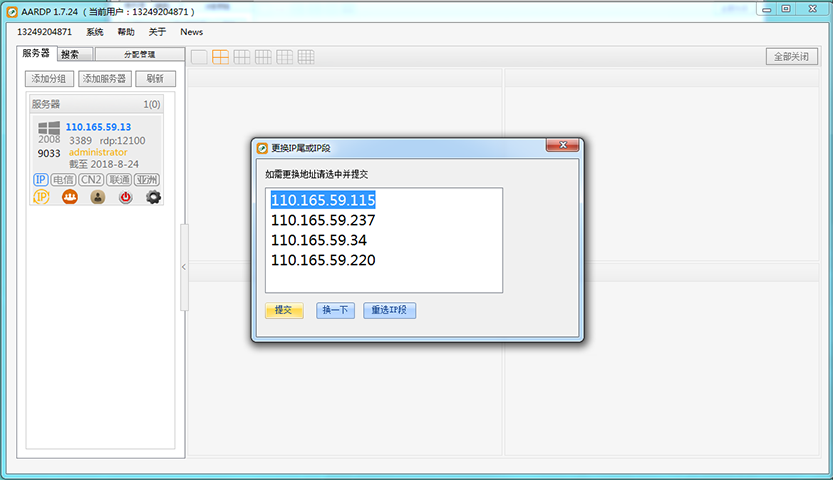 AARDP 1.7.24 （当前用户：13249204871 ）
13249204871 系统 帮助 关于 News
服务器 搜索 分配管理
全部关闭
添加分组 添加服务器 刷新
服务器 1(0)
110.165.59.13
2008 3389 rdp:12100
9033 administrator
截至 2018-8-24
IP 电信 CN2 联通 亚洲
IP
更换IP尾或IP段
如需更换地址请选中并提交
110.165.59.115
110.165.59.237
110.165.59.34
110.165.59.220
提交 换一下 重选IP段